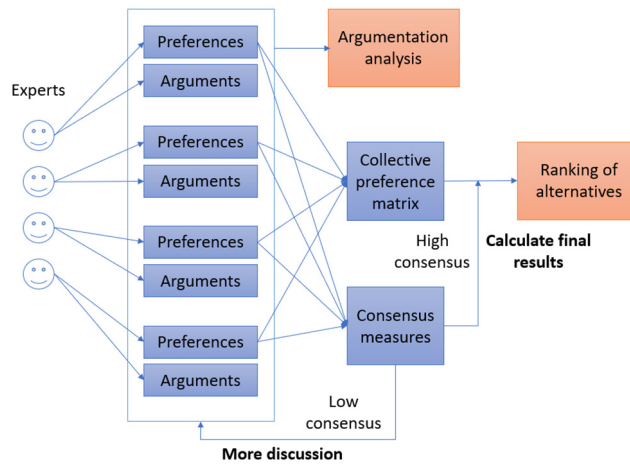 Experts
Preferences
Arguments
Preferences
Arguments
Preferences
Arguments
Preferences
Arguments
Argumentation
analysis
Collective
preference
matrix
Ranking of
alternatives
High
consensus
Calculate final
results
Consensus
measures
Low
consensus
More discussion